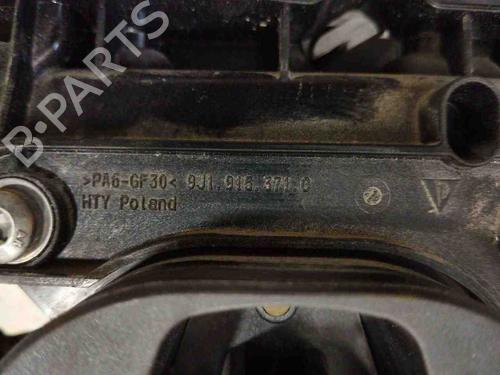 B-PARTS
>PA6-GF30< 9J1.915.371.C
HTY Poland